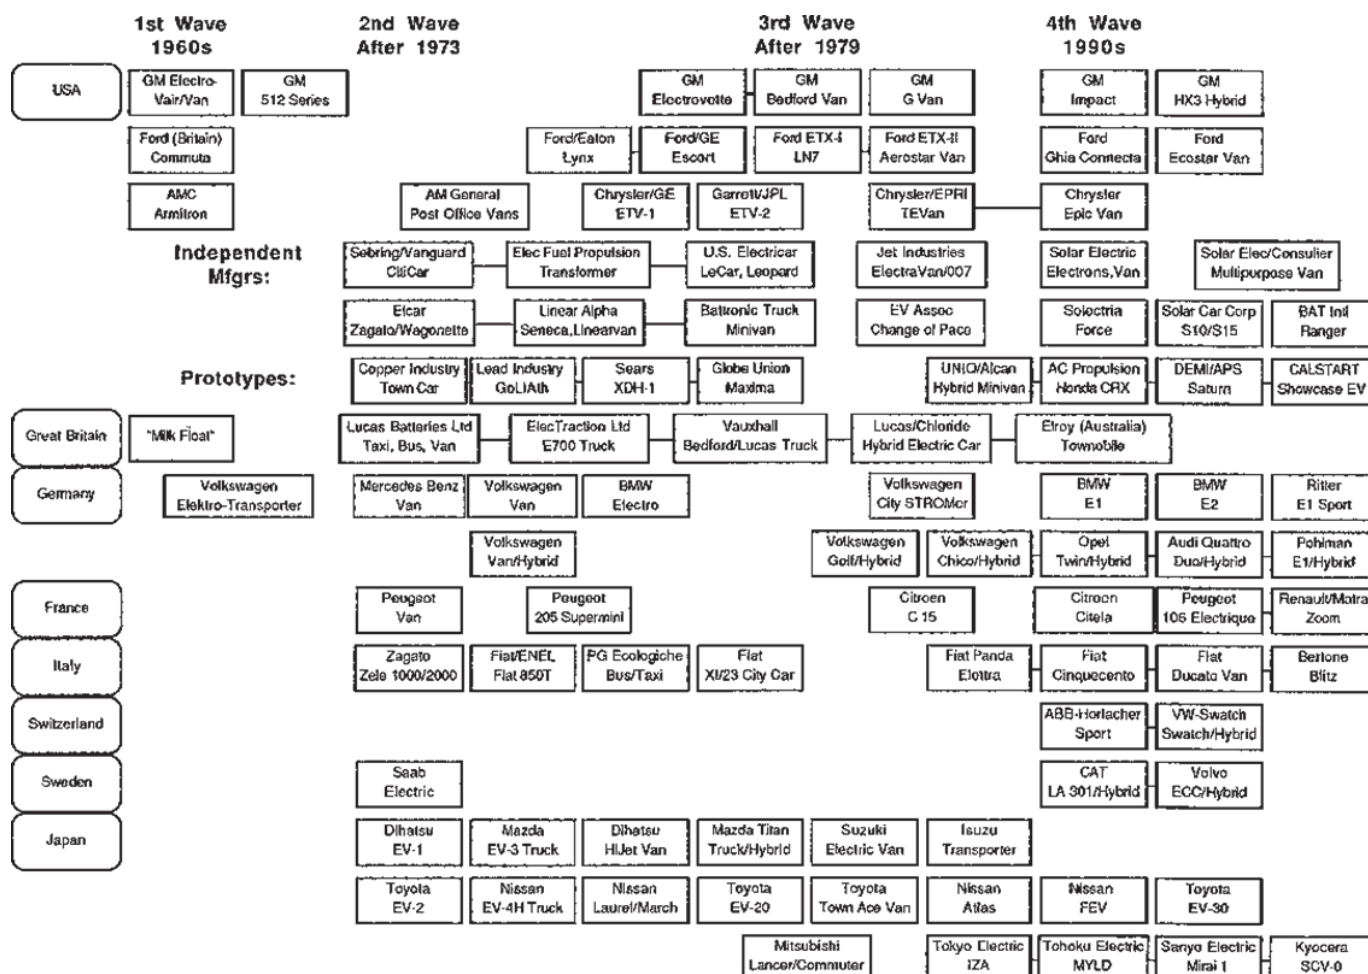 1st Wave 2nd Wave 3rd Wave 4th Wave
1960s After 1973 After 1979 1990s
USA
GM Electro- GM GM GM GM GM GM
Vair/Van 512 Series Electrovette Bedford Van G Van Impact HX3 Hybrid
Ford (Britain) Ford/Eaton Ford/GE Ford ETX-I Ford ETX-II Ford Ford
Commuta Lynx Escort LN7 Aerostar Van Ghia Connecta Ecostar Van
AMC AM General Chrysler/GE Garrett/JPL Chrysler/EPRI Chrysler
Armitron Post Office Vans ETV-1 ETV-2 TEVan Epic Van
Independent
Mfgrs:
Sebring/Vanguard Elec Fuel Propulsion U.S. Electricar Jet Industries Solar Electric Solar Elec/Consulier
CitiCar Transformer LeCar, Leopard ElectraVan/007 Electrons,Van Multipurpose Van
Elcar Linear Alpha Battronic Truck EV Assoc Solectria Solar Car Corp BAT Intl
Zagato/Wagonette Seneca,Linearvan Minivan Change of Pace Force S10/S15 Ranger
Prototypes:
Copper Industry Lead Industry Sears Globe Union UNIQ/Alcan AC Propulsion DEMI/APS CALSTART
Town Car GoLiAth XDH-1 Maxima Hybrid Minivan Honda CRX Saturn Showcase EV
Great Britain
"Milk Float"
Lucas Batteries Ltd ElecTraction Ltd Vauxhall Lucas/Chloride Elroy (Australia)
Taxi, Bus, Van E700 Truck Bedford/Lucas Truck Hybrid Electric Car Townobile
Germany
Volkswagen Mercedes Benz Volkswagen BMW Volkswagen BMW BMW Ritter
Elektro-Transporter Van Van Electro City STROMer E1 E2 E1 Sport
Volkswagen Volkswagen Volkswagen Opel Audi Quattro Pohlman
Van/Hybrid Golf/Hybrid Chico/Hybrid Twin/Hybrid Duo/Hybrid E1/Hybrid
France
Peugeot Peugeot Citroen Citroen Peugeot Renault/Matra
Van 205 Supermini C 15 Citela 106 Electrique Zoom
Italy
Zagato Fiat/ENEL PG Ecologiche Fiat Fiat Panda Fiat Fiat Bertone
Zele 1000/2000 Fiat 850T Bus/Taxi XI/23 City Car Elettra Cinquecento Ducato Van Blitz
Switzerland
ABB-Horlacher VW-Swatch
Sport Swatch/Hybrid
Sweden
Saab CAT Volvo
Electric LA 301/Hybrid ECC/Hybrid
Japan
Dihatsu Mazda Dihatsu Mazda Titan Suzuki Isuzu
EV-1 EV-3 Truck HiJet Van Truck/Hybrid Electric Van Transporter
Toyota Nissan Nissan Toyota Toyota Nissan Nissan Toyota
EV-2 EV-4H Truck Laurel/March EV-20 Town Ace Van Atlas FEV EV-30
Mitsubishi Tokyo Electric Tohoku Electric Sanyo Electric Kyocera
Lancer/Commuter IZA MYLD Mirai 1 SCV-0